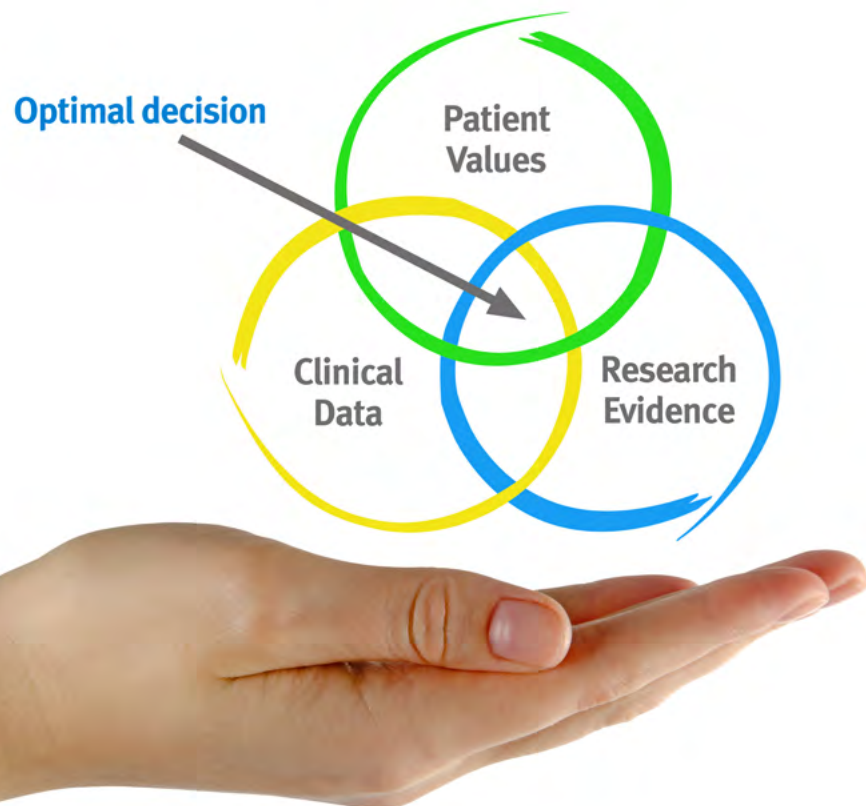 Optimal decision
Patient
Values
Clinical
Data
Research
Evidence